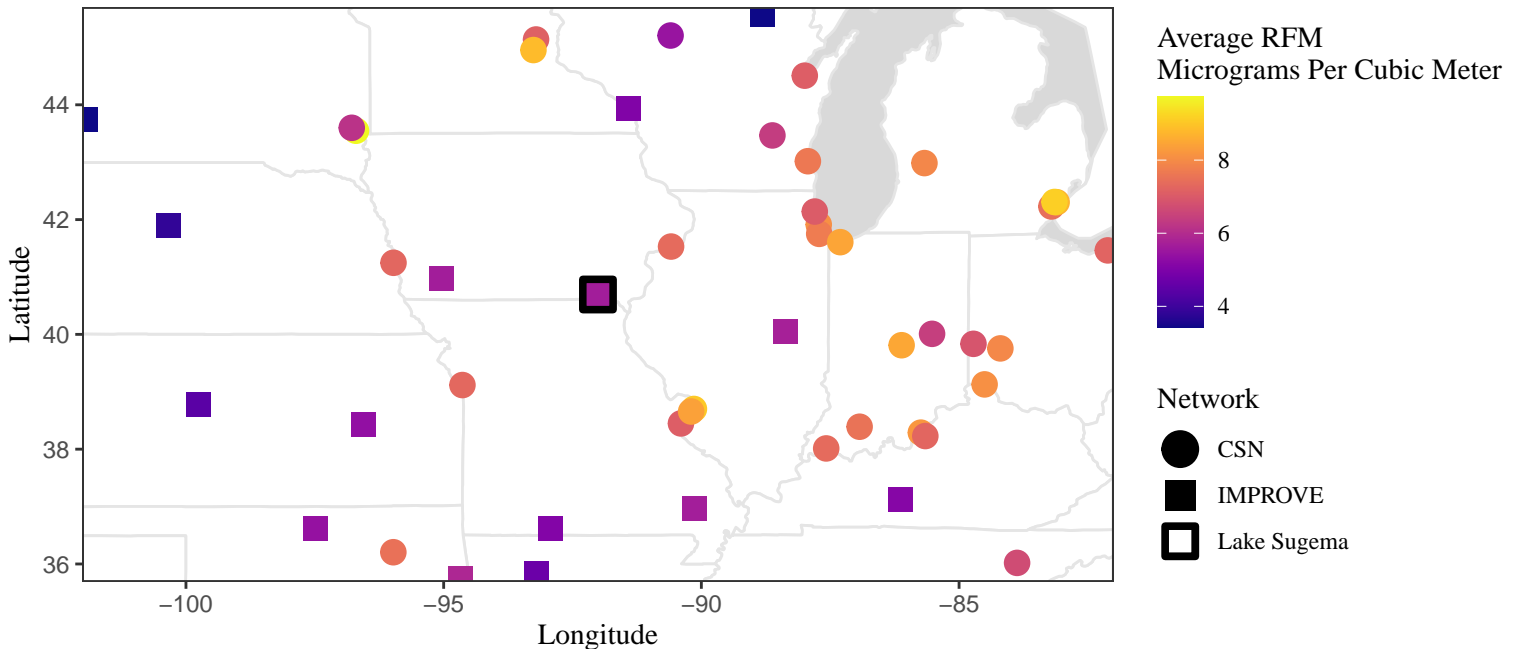 Average RFM
Micrograms Per Cubic Meter
8
6
4
Network
CSN
IMPROVE
Lake Sugema
Latitude
44
42
40
38
36
−100
−95
−90
−85
Longitude